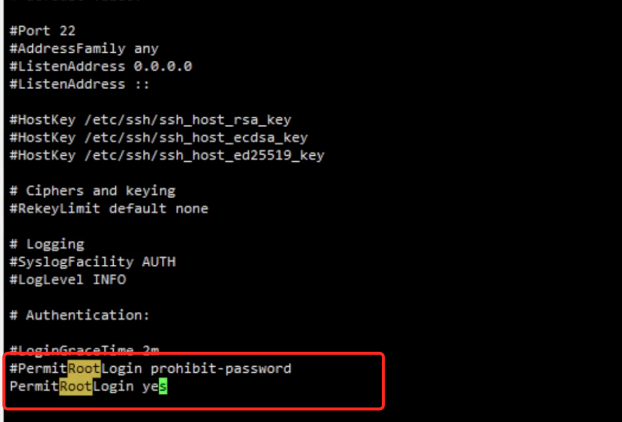 #Port 22
#AddressFamily any
#ListenAddress 0.0.0.0
#ListenAddress ::
#HostKey /etc/ssh/ssh_host_rsa_key
#HostKey /etc/ssh/ssh_host_ecdsa_key
#HostKey /etc/ssh/ssh_host_ed25519_key
# Ciphers and keying
#RekeyLimit default none
# Logging
#SyslogFacility AUTH
#LogLevel INFO
# Authentication:
#LoginGraceTime 2m
#PermitRootLogin prohibit-password
PermitRootLogin yes